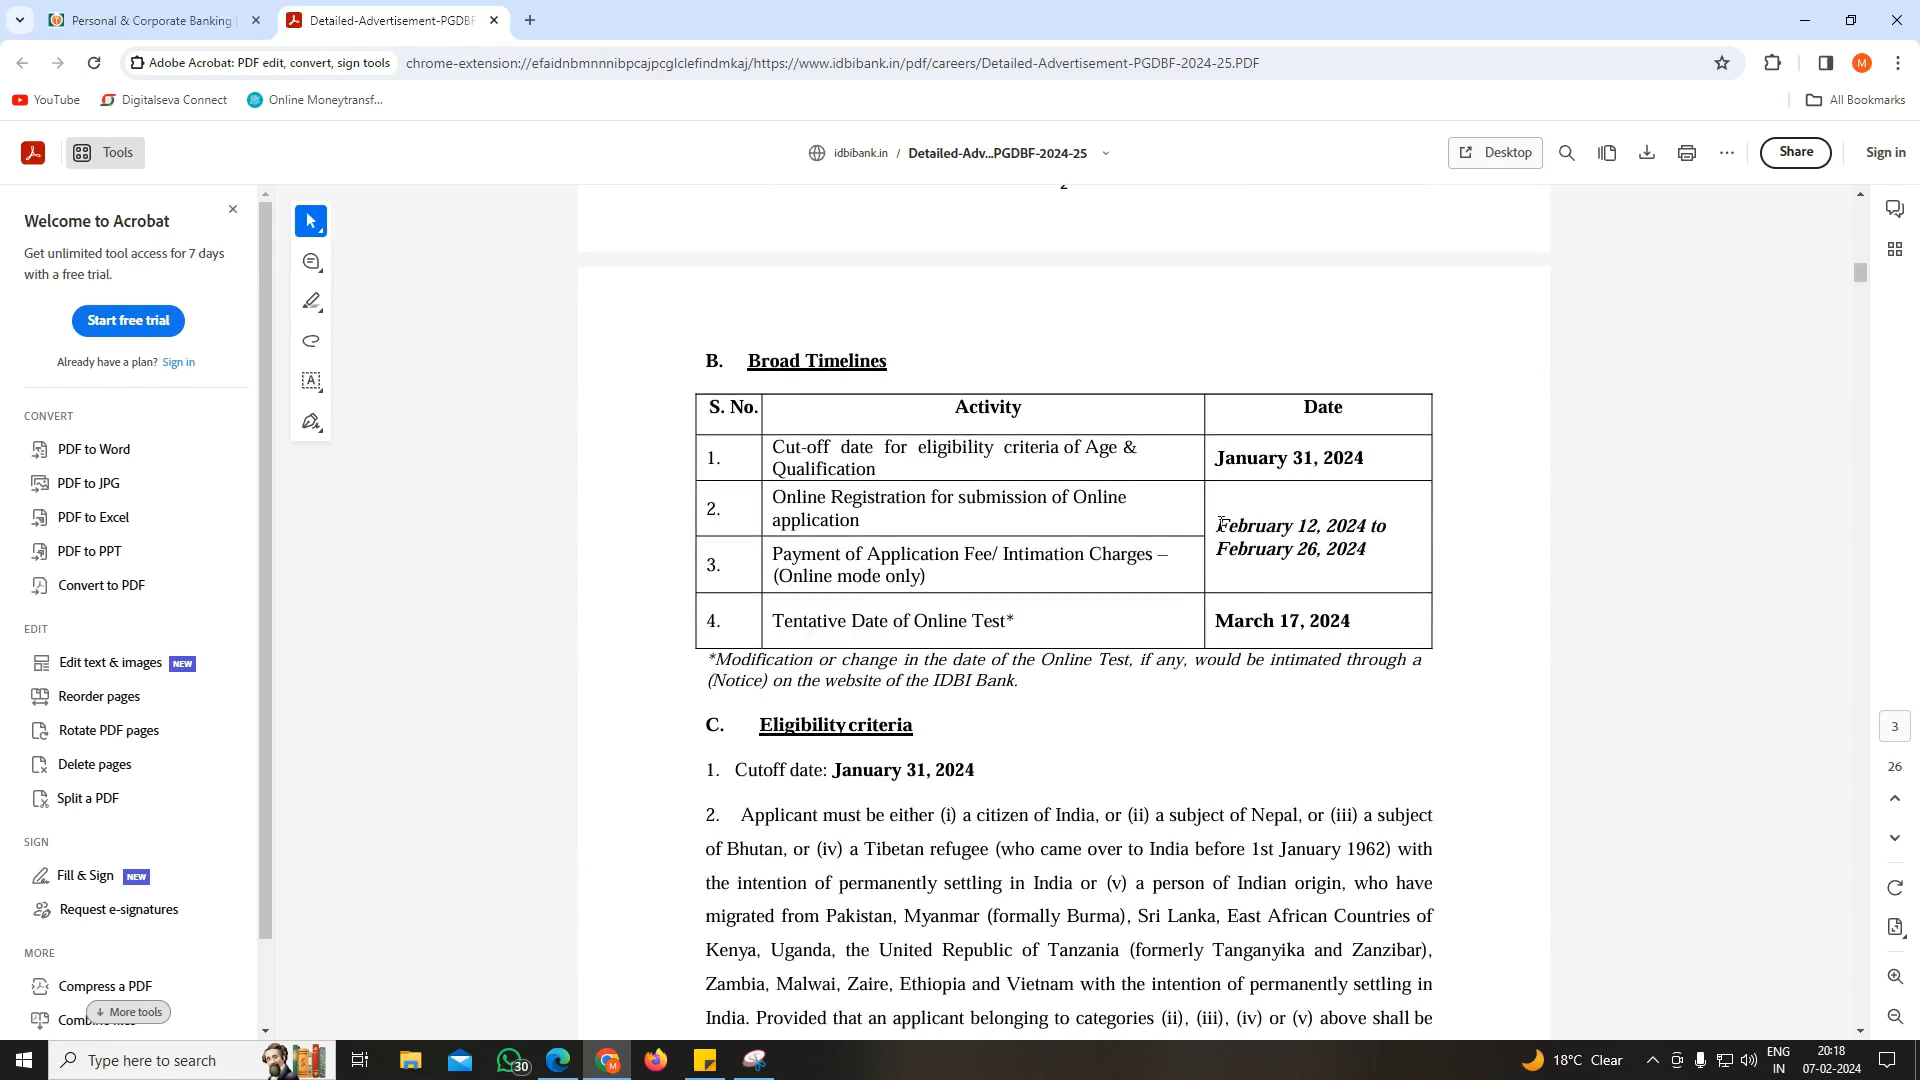 Personal & Corporate Banking
Detailed-Advertisement-PGDBF
Adobe Acrobat: PDF edit, convert, sign tools
chrome-extension://efaidnbmnnnibpcajpcglclefindmkaj/https://www.idbibank.in/pdf/careers/Detailed-Advertisement-PGDBF-2024-25.PDF
M
YouTube
Digitalseva Connect
Online Moneytransf...
All Bookmarks
Tools
idbibank.in / Detailed-Adv...PGDBF-2024-25
Desktop
Share
Sign in
Welcome to Acrobat
Get unlimited tool access for 7 days
with a free trial.
Start free trial
Already have a plan? Sign in
CONVERT
PDF to Word
PDF to JPG
PDF to Excel
PDF to PPT
Convert to PDF
EDIT
Edit text & images NEW
Reorder pages
Rotate PDF pages
Delete pages
Split a PDF
SIGN
Fill & Sign NEW
Request e-signatures
MORE
Compress a PDF
More tools
A
2
B. Broad Timelines
S. No. Activity Date
1. Cut-off date for eligibility criteria of Age &
Qualification
January 31, 2024
2. Online Registration for submission of Online
application
February 12, 2024 to
February 26, 2024
3. Payment of Application Fee/ Intimation Charges –
(Online mode only)
4. Tentative Date of Online Test* March 17, 2024
*Modification or change in the date of the Online Test, if any, would be intimated through a
(Notice) on the website of the IDBI Bank.
C. Eligibility criteria
1. Cutoff date: January 31, 2024
2. Applicant must be either (i) a citizen of India, or (ii) a subject of Nepal, or (iii) a subject
of Bhutan, or (iv) a Tibetan refugee (who came over to India before 1st January 1962) with
the intention of permanently settling in India or (v) a person of Indian origin, who have
migrated from Pakistan, Myanmar (formally Burma), Sri Lanka, East African Countries of
Kenya, Uganda, the United Republic of Tanzania (formerly Tanganyika and Zanzibar),
Zambia, Malwai, Zaire, Ethiopia and Vietnam with the intention of permanently settling in
India. Provided that an applicant belonging to categories (ii), (iii), (iv) or (v) above shall be
3
26
Type here to search
30
M
18°C Clear
ENG
IN
20:18
07-02-2024